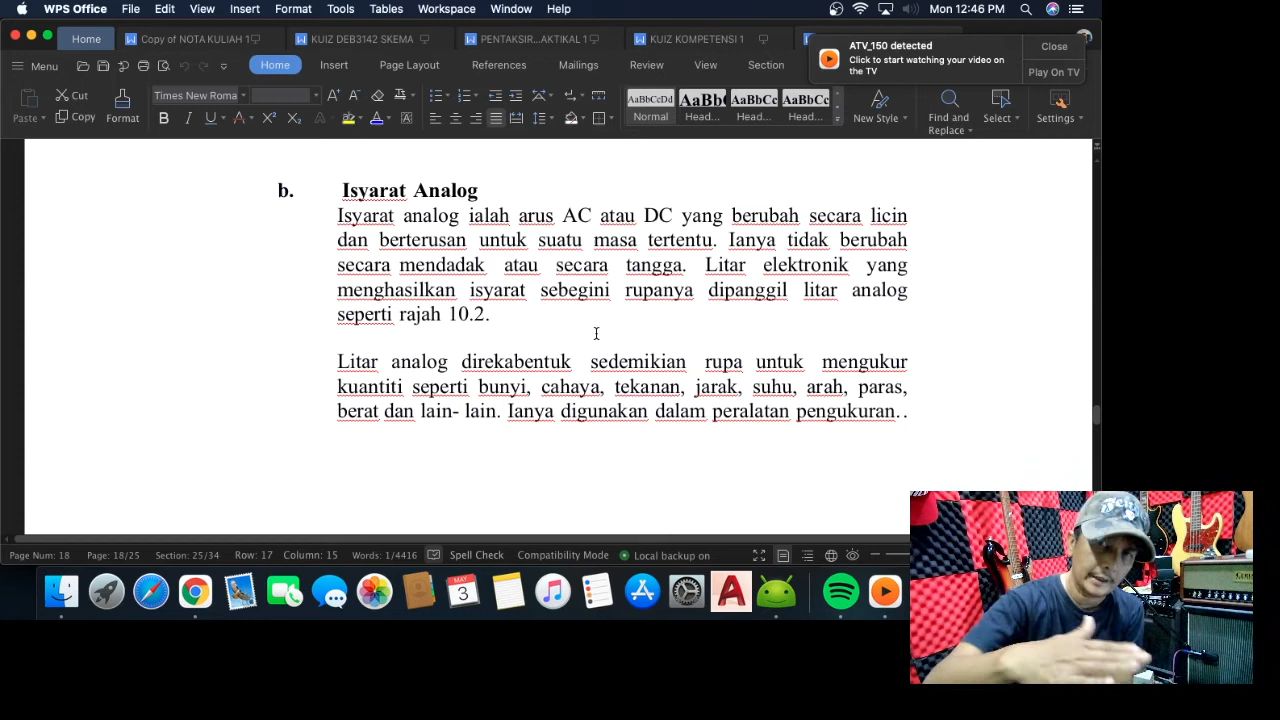 WPS Office File Edit View Insert Format Tools Tables Workspace Window Help Mon 12:46 PM
Home Copy of NOTA KULIAH 1 KUIZ DEB3142 SKEMA PENTAKSIR...AKTIKAL 1 KUIZ KOMPETENSI 1
ATV_150 detected
Click to start watching your video on
the TV
Close
Play On TV
Menu Home Insert Page Layout References Mailings Review View Section
Paste Cut Copy Format Times New Roma
B I U A X² X₂ A
AaBbCcDd AaBb AaBbCc AaBbCc
Normal Head... Head... Head...
New Style Find and
Replace Select Settings
b. Isyarat Analog
Isyarat analog ialah arus AC atau DC yang berubah secara licin
dan berterusan untuk suatu masa tertentu. Ianya tidak berubah
secara mendadak atau secara tangga. Litar elektronik yang
menghasilkan isyarat sebegini rupanya dipanggil litar analog
seperti rajah 10.2.
Litar analog direkabentuk sedemikian rupa untuk mengukur
kuantiti seperti bunyi, cahaya, tekanan, jarak, suhu, arah, paras,
berat dan lain- lain. Ianya digunakan dalam peralatan pengukuran. .
Page Num: 18 Page: 18/25 Section: 25/34 Row: 17 Column: 15 Words: 1/4416 Spell Check Compatibility Mode Local backup on
MAY
3